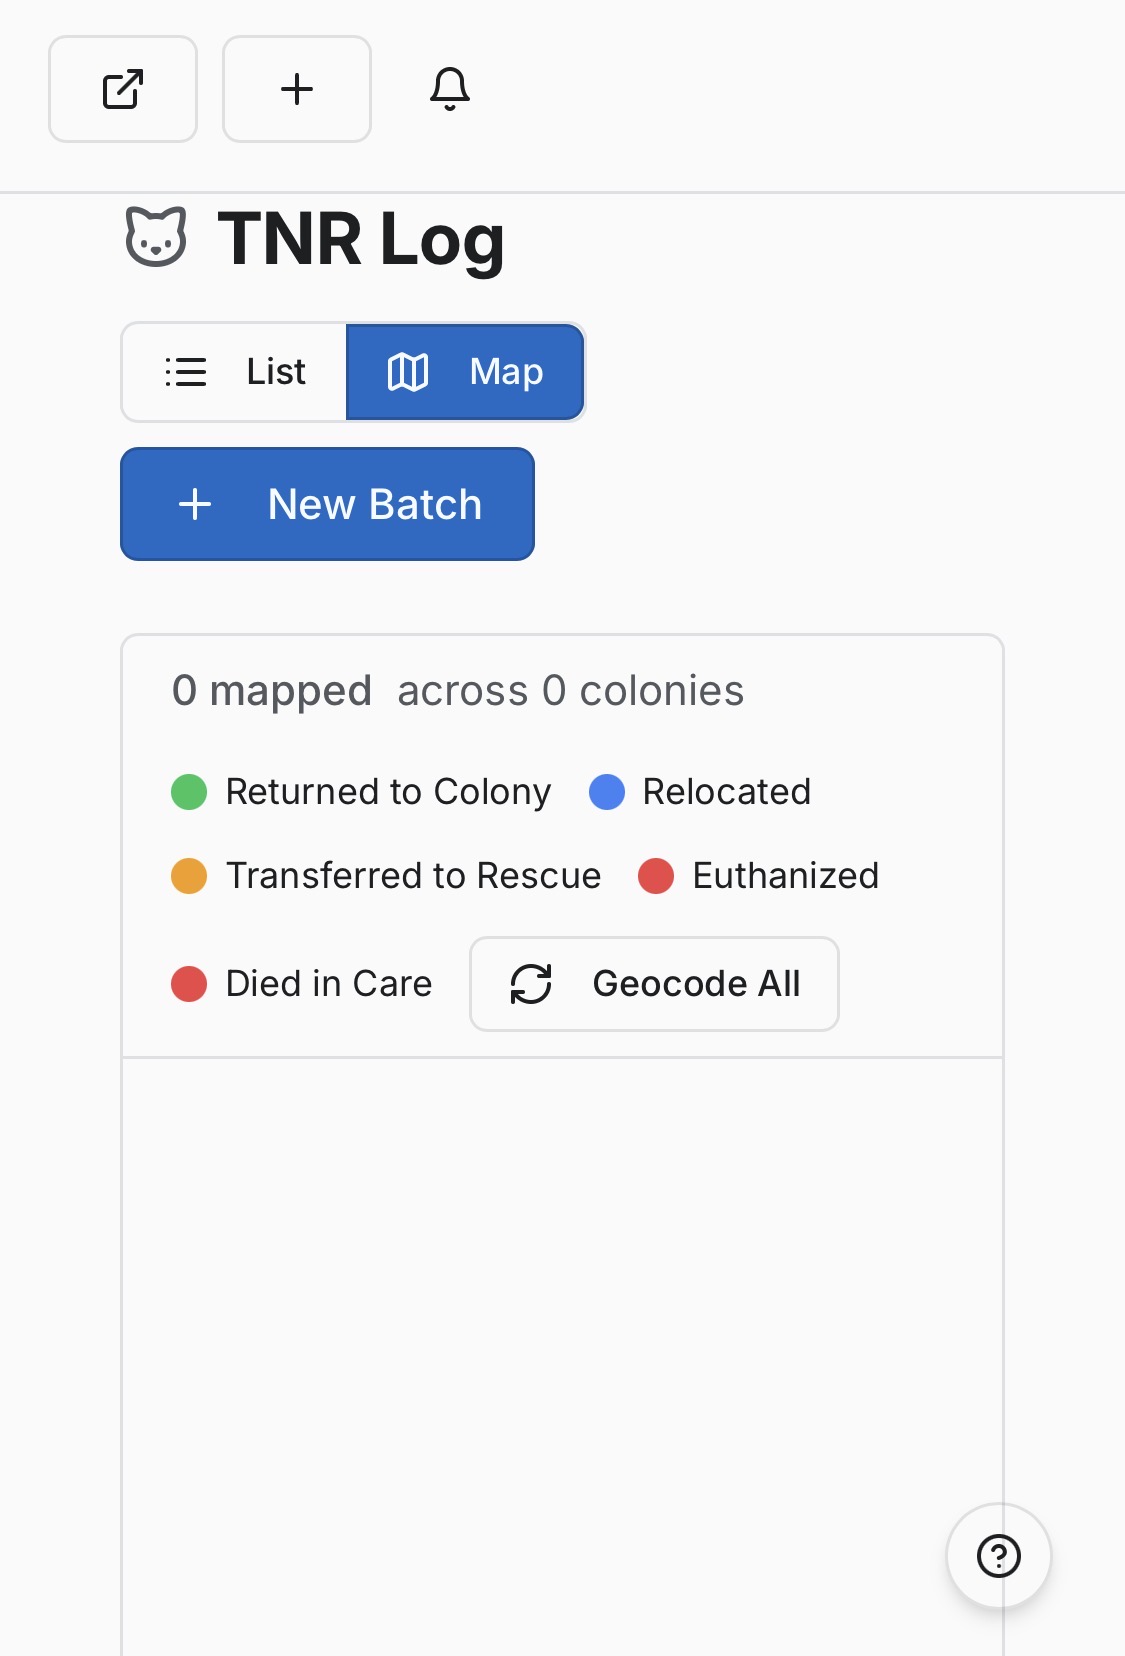 TNR Log
List Map
New Batch
0 mapped across 0 colonies
Returned to Colony Relocated
Transferred to Rescue Euthanized
Died in Care Geocode All